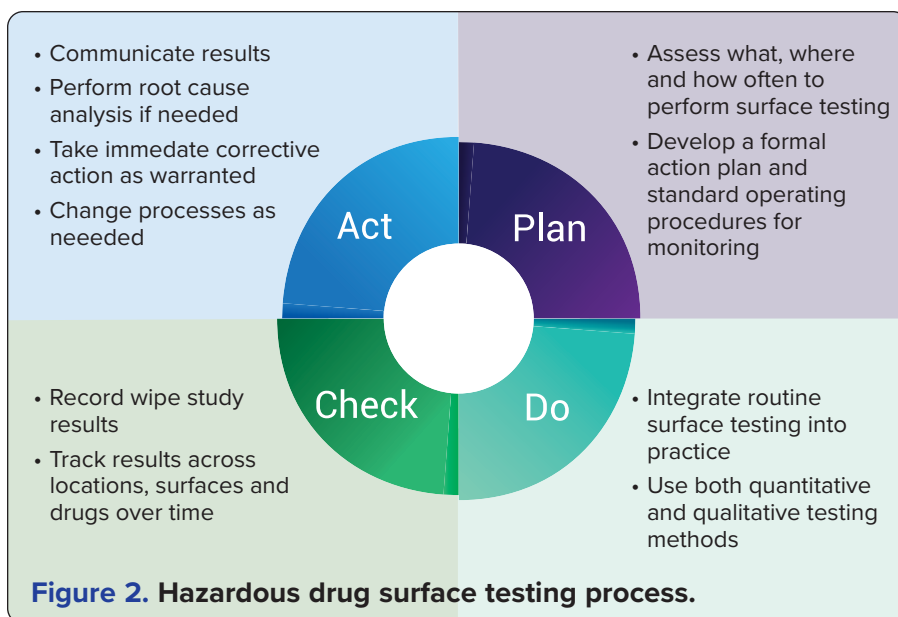 • Communicate results
• Perform root cause
analysis if needed
• Take immedate corrective
action as warranted
• Change processes as
neeeded
Act
• Assess what, where
and how often to
perform surface testing
• Develop a formal
action plan and
standard operating
procedures for
monitoring
Plan
• Record wipe study
results
• Track results across
locations, surfaces and
drugs over time
Check
Do
• Integrate routine
surface testing into
practice
• Use both quantitative
and qualitative testing
methods
Figure 2. Hazardous drug surface testing process.